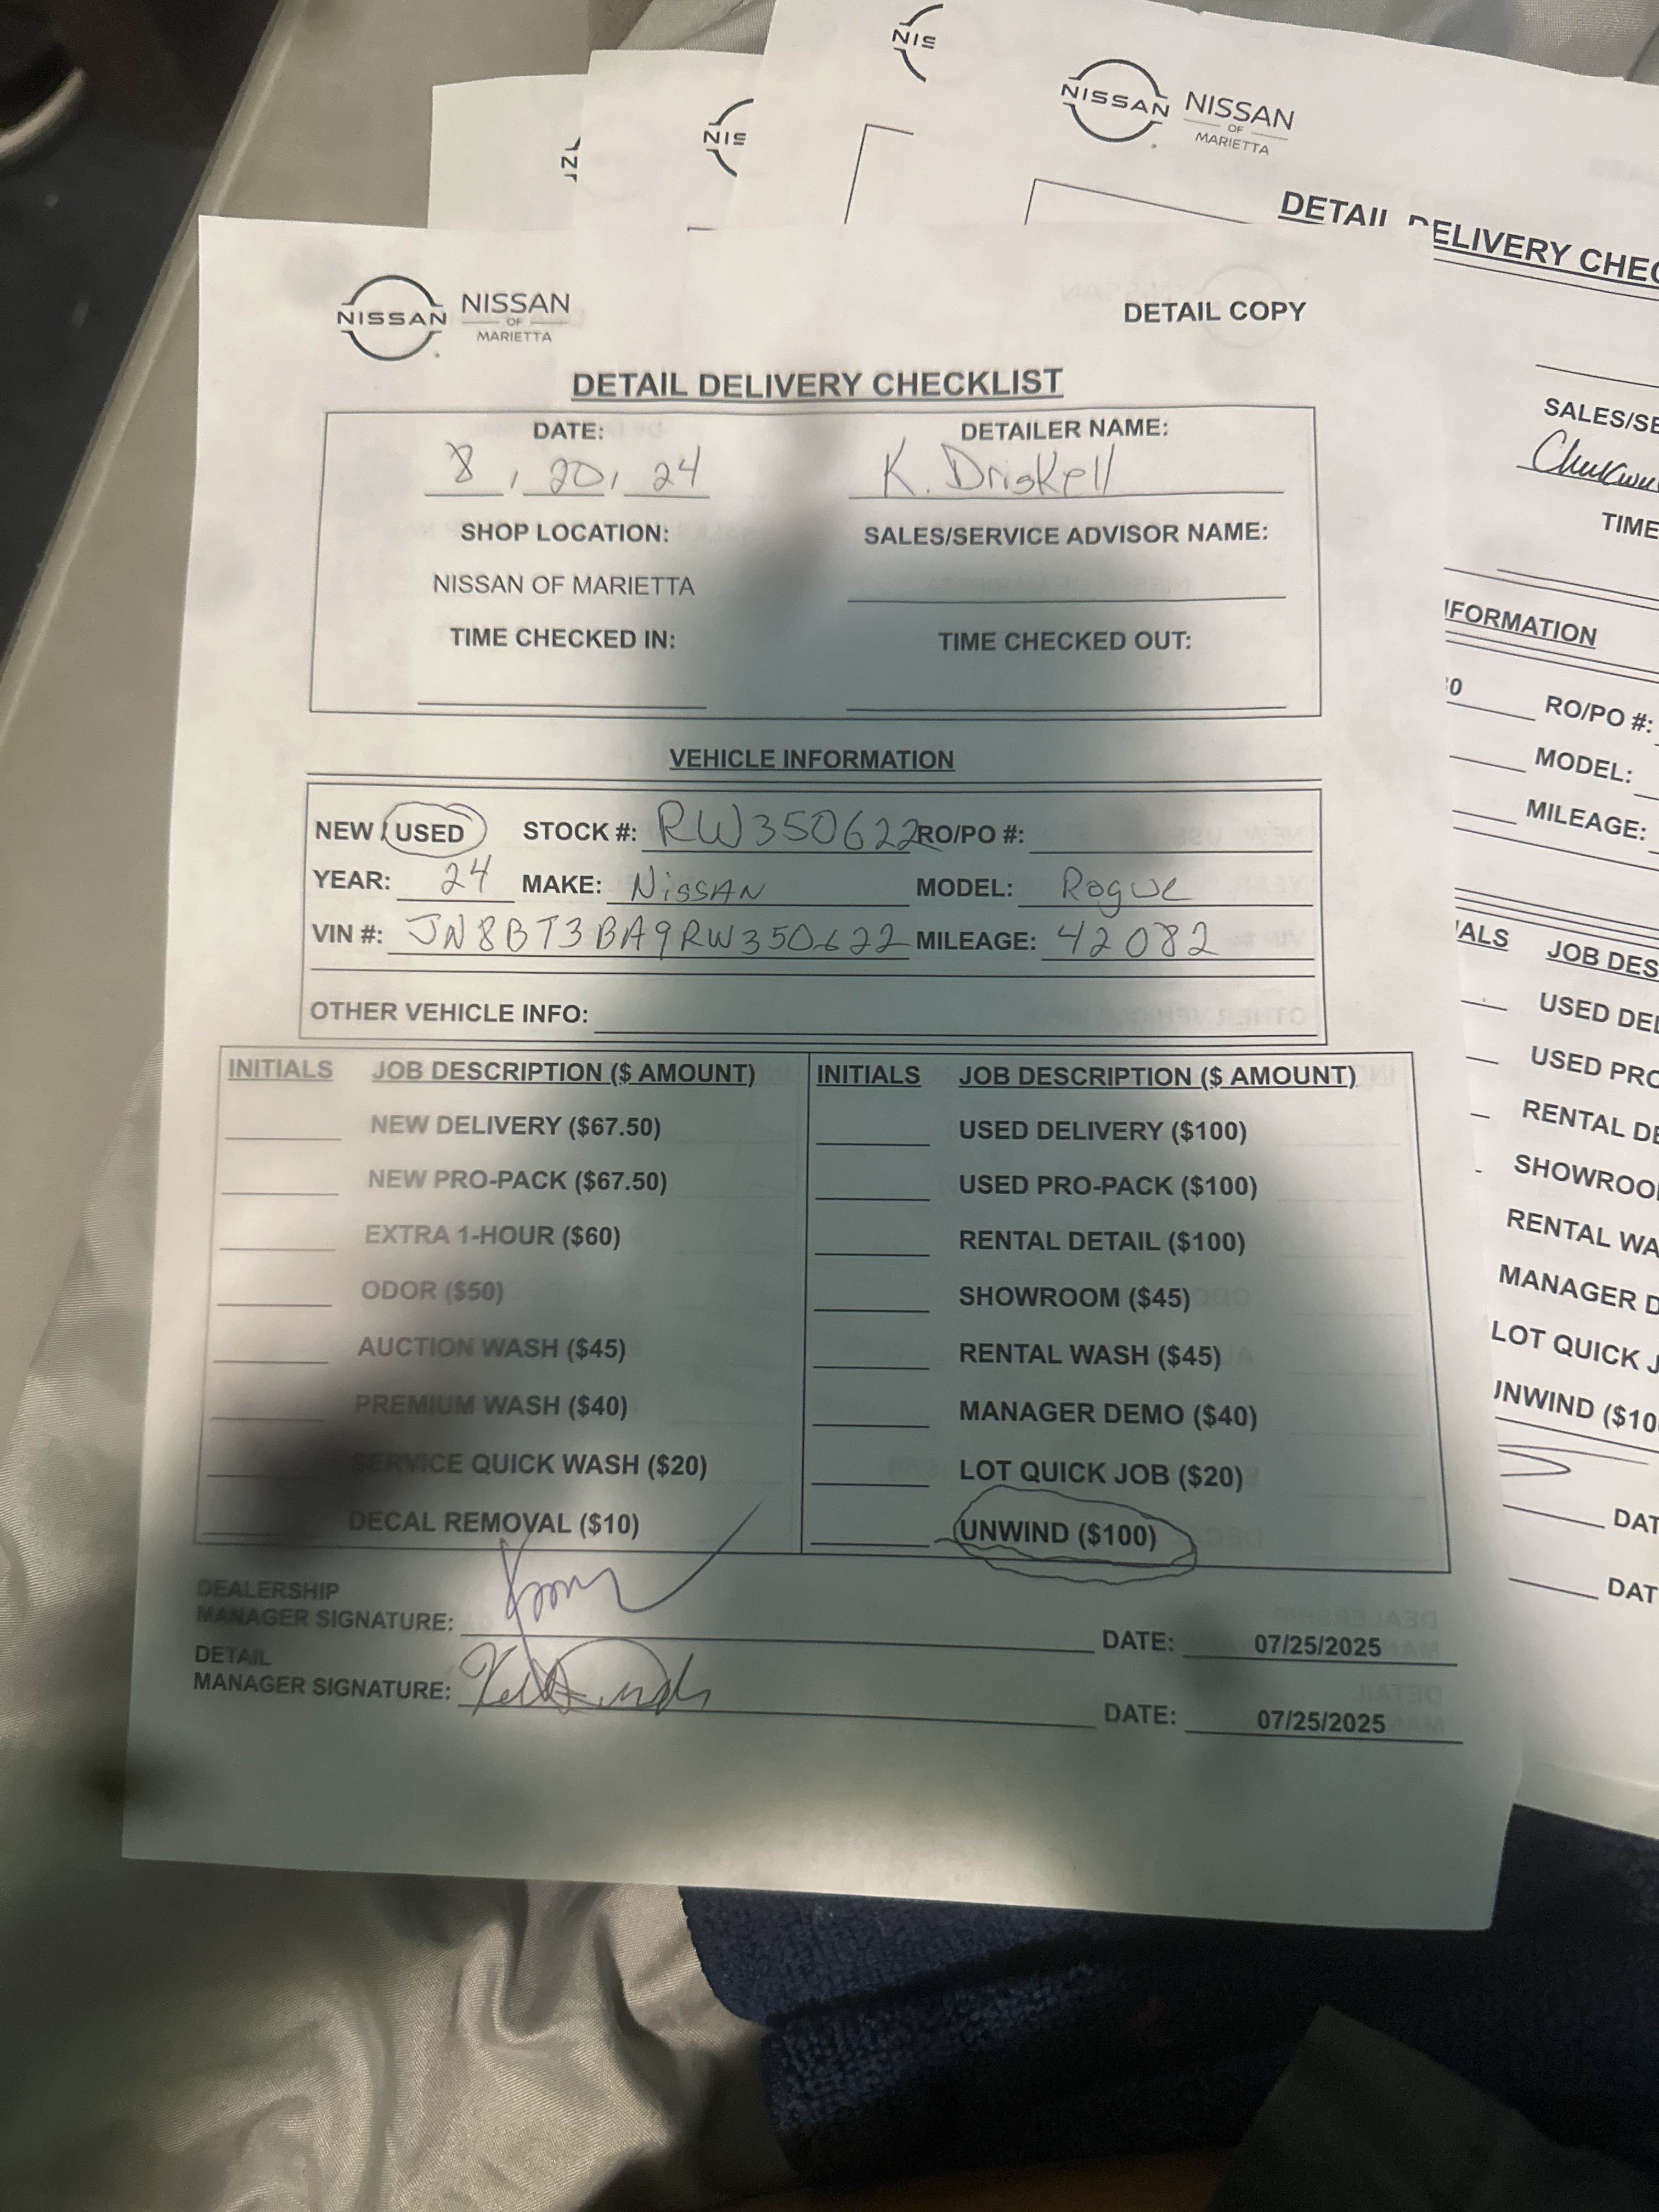 NIS
NIS
NISSAN NISSAN
OF
MARIETTA
NISSAN NISSAN
OF
MARIETTA
DETAIL COPY
DETAIL DELIVERY CHECKLIST
DATE: DETAILER NAME:
8, 20, 24 K. Driskell
SHOP LOCATION: SALES/SERVICE ADVISOR NAME:
NISSAN OF MARIETTA
TIME CHECKED IN: TIME CHECKED OUT:
VEHICLE INFORMATION
NEW / USED STOCK #: RW350622 RO/PO #:
YEAR: 24 MAKE: NISSAN MODEL: Rogue
VIN #: JN8BT3BA9RW350622 MILEAGE: 42082
OTHER VEHICLE INFO:
INITIALS JOB DESCRIPTION ($ AMOUNT) INITIALS JOB DESCRIPTION ($ AMOUNT)
NEW DELIVERY ($67.50) USED DELIVERY ($100)
NEW PRO-PACK ($67.50) USED PRO-PACK ($100)
EXTRA 1-HOUR ($60) RENTAL DETAIL ($100)
ODOR ($50) SHOWROOM ($45)
AUCTION WASH ($45) RENTAL WASH ($45)
PREMIUM WASH ($40) MANAGER DEMO ($40)
SERVICE QUICK WASH ($20) LOT QUICK JOB ($20)
DECAL REMOVAL ($10) UNWIND ($100)
DEALERSHIP
MANAGER SIGNATURE: DATE: 07/25/2025
DETAIL
MANAGER SIGNATURE: DATE: 07/25/2025
DETAIL DELIVERY CHEC
SALES/SE
Chukwu
TIME
FORMATION
0 RO/PO #:
MODEL:
MILEAGE:
IALS JOB DES
USED DEL
USED PRO
RENTAL DE
SHOWROO
RENTAL WA
MANAGER D
LOT QUICK J
UNWIND ($10
DAT
DAT